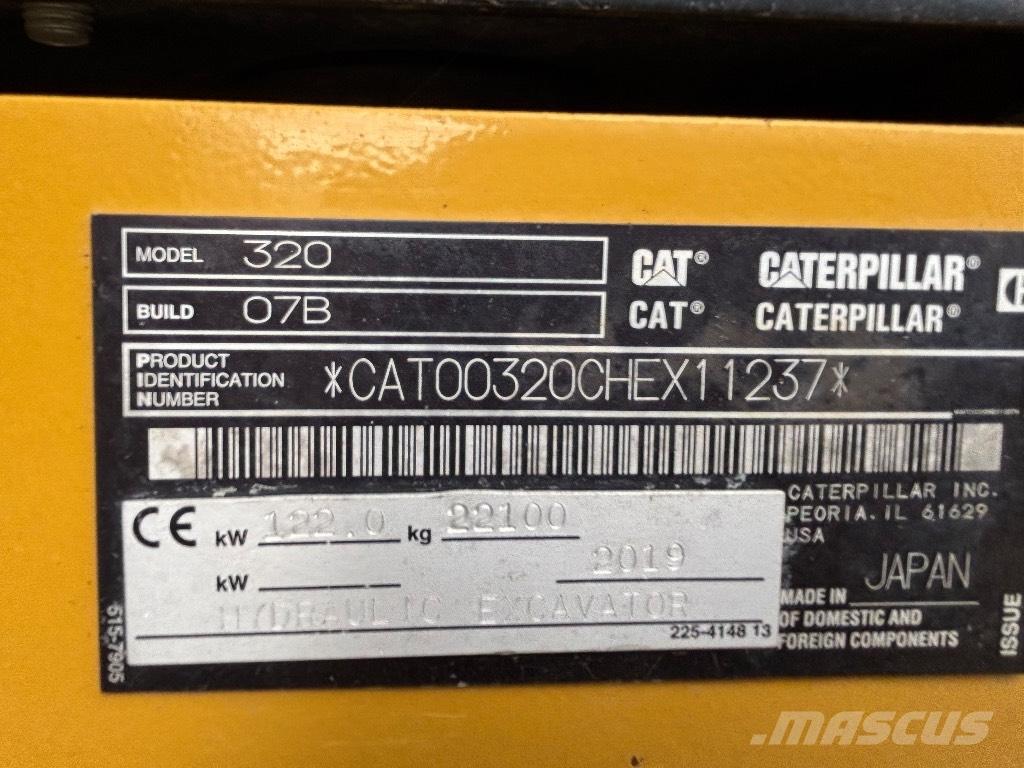 MODEL 320
CAT® CATERPILLAR®
BUILD 07B
CAT® CATERPILLAR®
PRODUCT
IDENTIFICATION
NUMBER
*CAT00320CHEX11237*
CATERPILLAR INC.
PEORIA. IL 61629
USA
CE kW 122.0 kg 22100
kW 2019
HYDRAULIC EXCAVATOR
225-4148 13
MADE IN JAPAN
OF DOMESTIC AND
FOREIGN COMPONENTS
515-7905
ISSUE
MASCUS